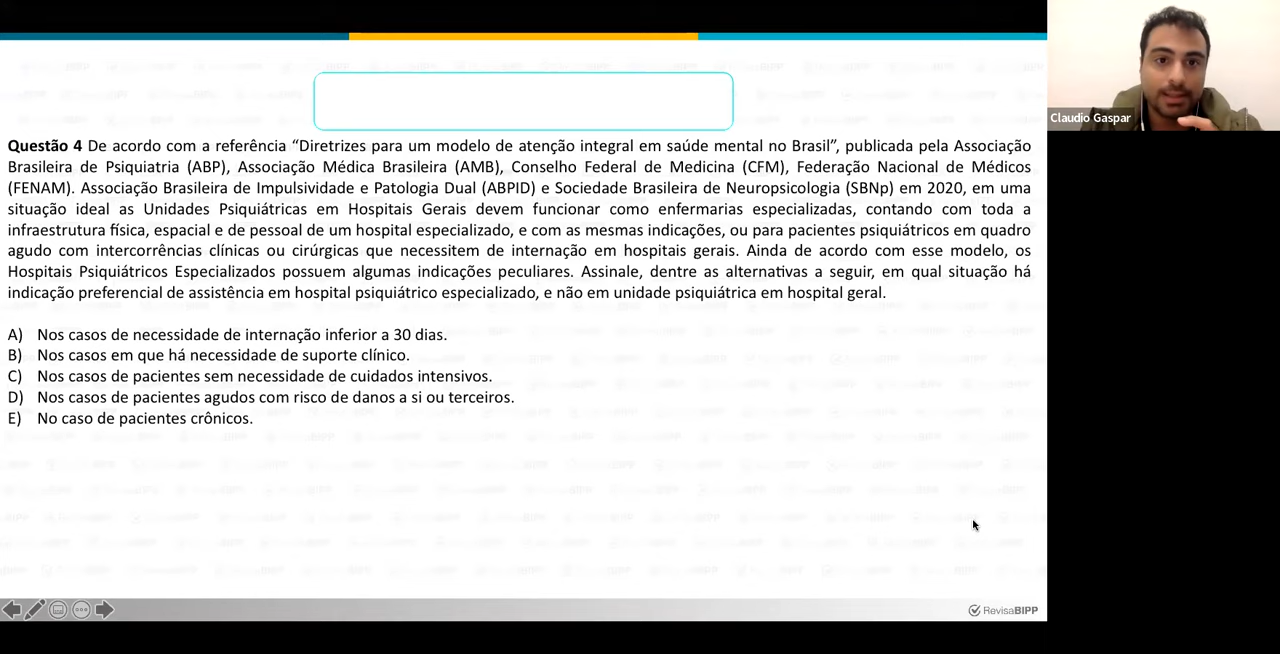 Claudio Gaspar
Questão 4 De acordo com a referência “Diretrizes para um modelo de atenção integral em saúde mental no Brasil”, publicada pela Associação
Brasileira de Psiquiatria (ABP), Associação Médica Brasileira (AMB), Conselho Federal de Medicina (CFM), Federação Nacional de Médicos
(FENAM). Associação Brasileira de Impulsividade e Patologia Dual (ABPID) e Sociedade Brasileira de Neuropsicologia (SBNp) em 2020, em uma
situação ideal as Unidades Psiquiátricas em Hospitais Gerais devem funcionar como enfermarias especializadas, contando com toda a
infraestrutura física, espacial e de pessoal de um hospital especializado, e com as mesmas indicações, ou para pacientes psiquiátricos em quadro
agudo com intercorrências clínicas ou cirúrgicas que necessitem de internação em hospitais gerais. Ainda de acordo com esse modelo, os
Hospitais Psiquiátricos Especializados possuem algumas indicações peculiares. Assinale, dentre as alternativas a seguir, em qual situação há
indicação preferencial de assistência em hospital psiquiátrico especializado, e não em unidade psiquiátrica em hospital geral.
A) Nos casos de necessidade de internação inferior a 30 dias.
B) Nos casos em que há necessidade de suporte clínico.
C) Nos casos de pacientes sem necessidade de cuidados intensivos.
D) Nos casos de pacientes agudos com risco de danos a si ou terceiros.
E) No caso de pacientes crônicos.
RevisaBIPP